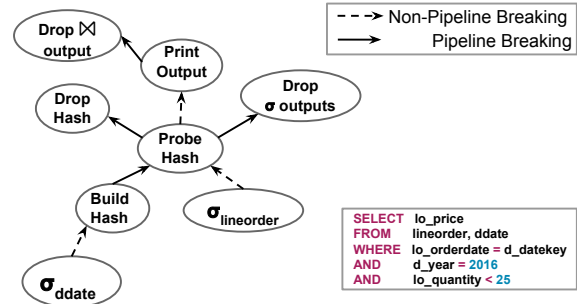 Drop ⋈
output
Print
Output
Non-Pipeline Breaking
Pipeline Breaking
Drop
Hash
Drop
σ outputs
Probe
Hash
Build
Hash
σlineorder
σddate
SELECT lo_price
FROM lineorder, ddate
WHERE lo_orderdate = d_datekey
AND d_year = 2016
AND lo_quantity < 25